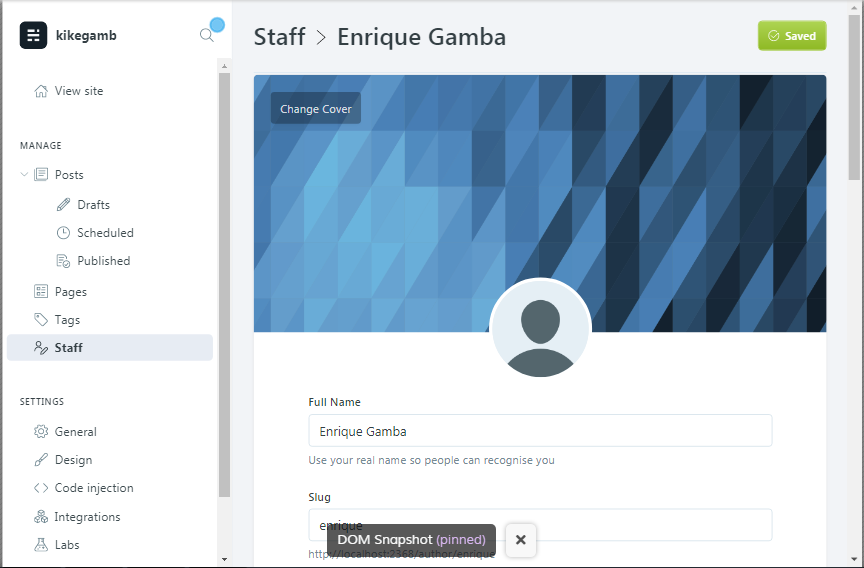 kikegamb
View site
MANAGE
Posts
Drafts
Scheduled
Published
Pages
Tags
Staff
SETTINGS
General
Design
Code injection
Integrations
Labs
Staff > Enrique Gamba
Saved
Change Cover
Full Name
Enrique Gamba
Use your real name so people can recognise you
Slug
enrique
http://localhost:2368/author/enrique
DOM Snapshot (pinned)